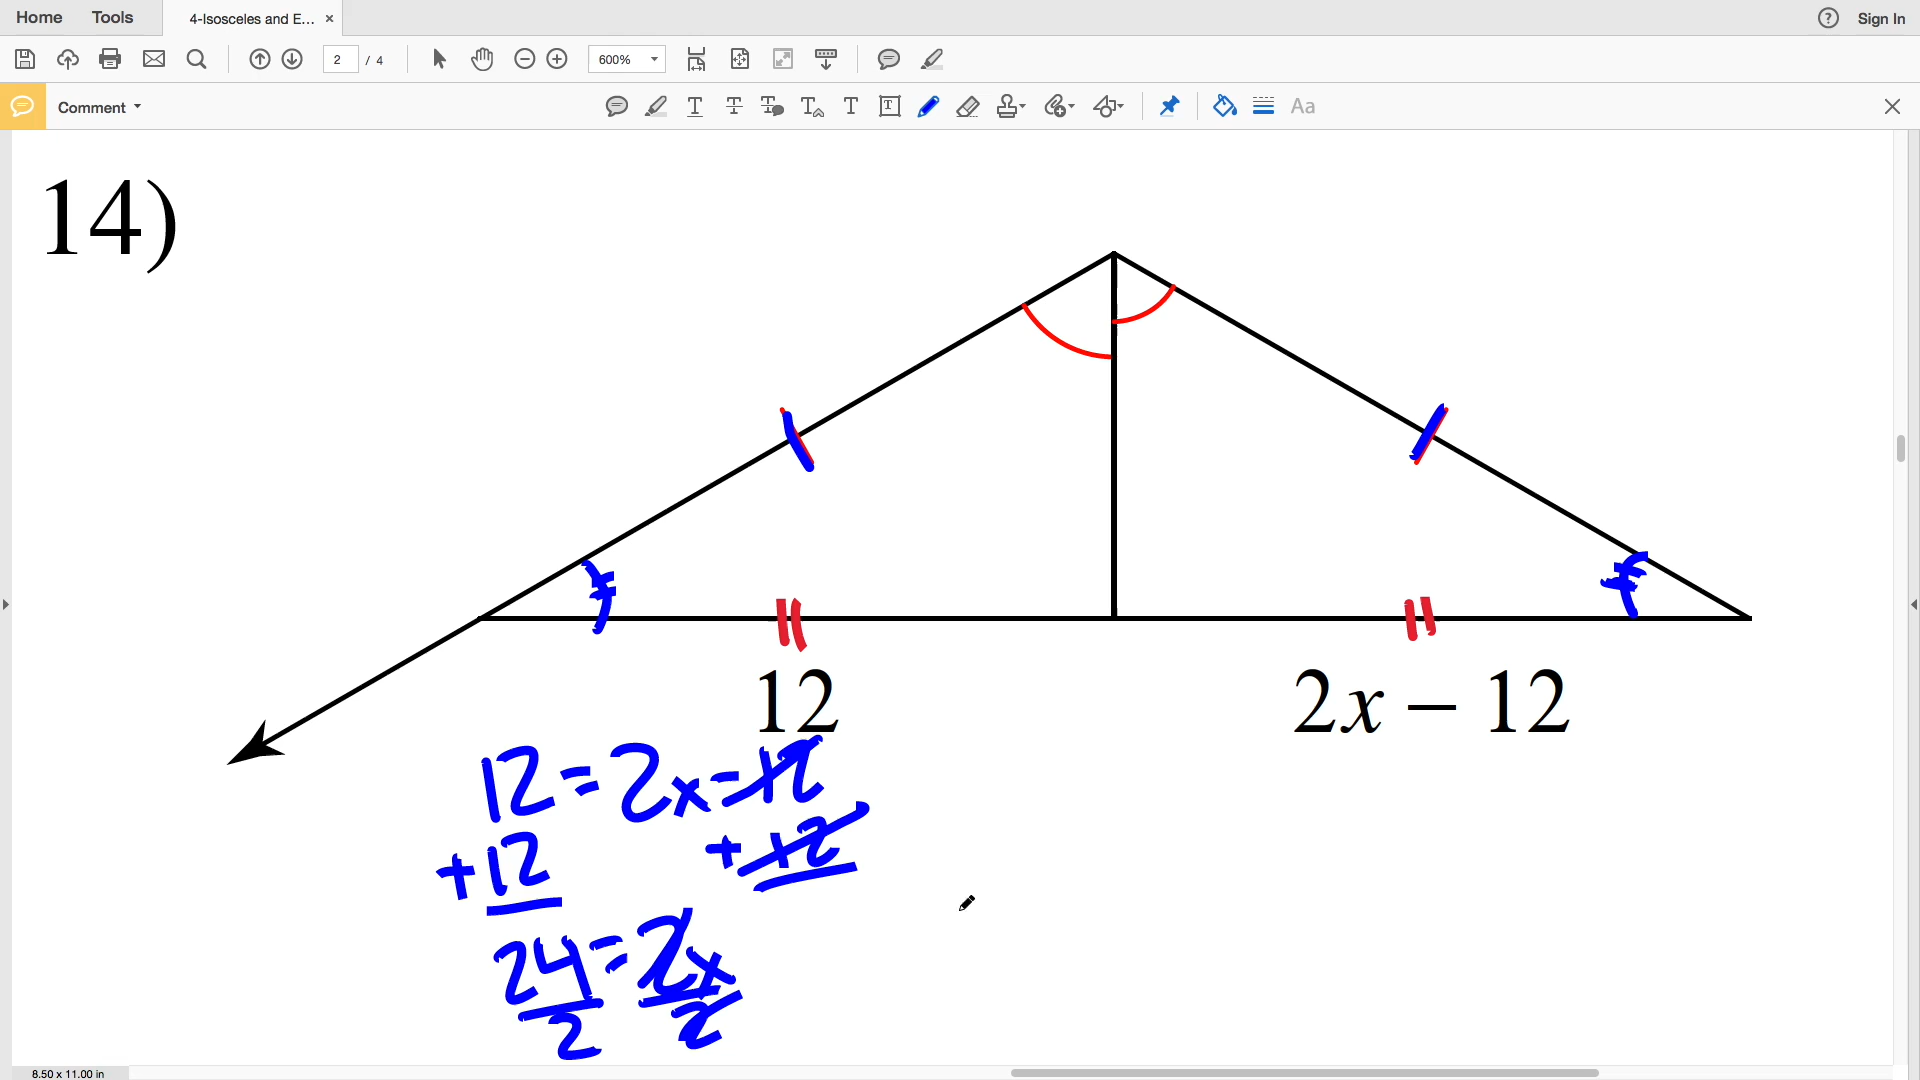 Home Tools 4-Isosceles and E... × ? Sign In
2 / 4 600%
Comment T T T T T T Aa
14)
12 2x – 12
12 = 2x - 12
+12 + 12
24 = 2x
2 2
8.50 x 11.00 in